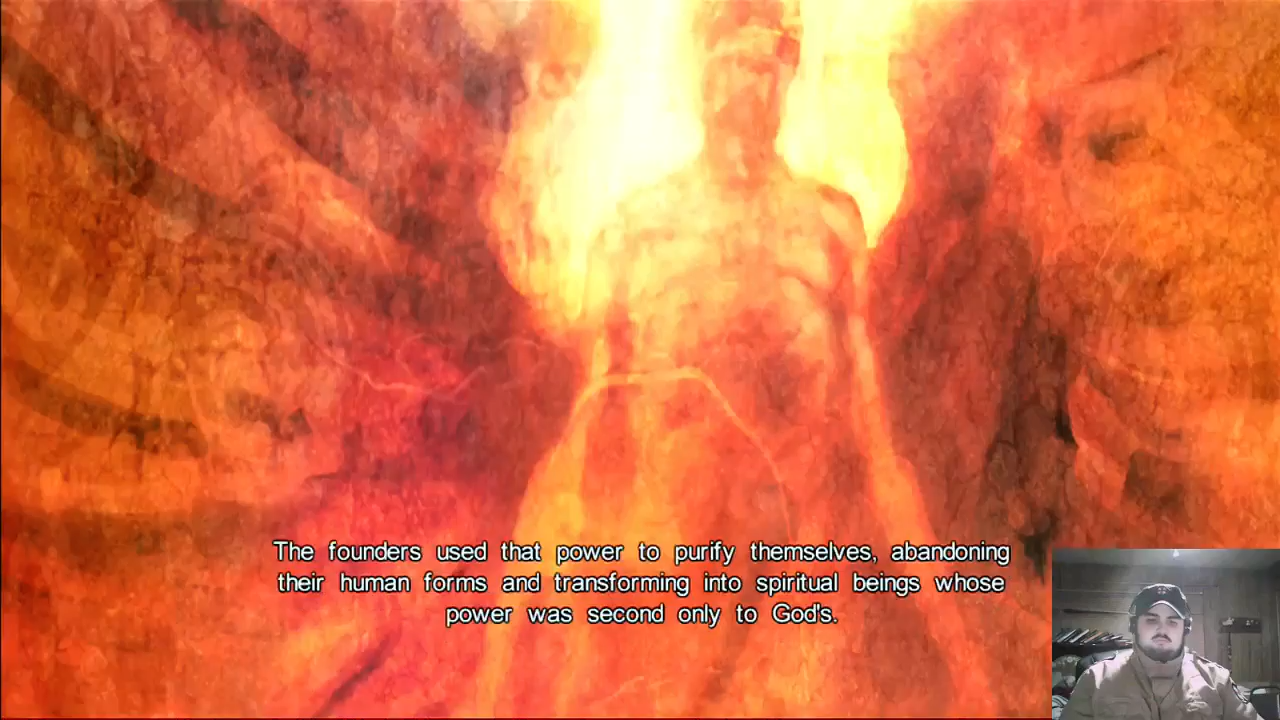 The founders used that power to purify themselves, abandoning
their human forms and transforming into spiritual beings whose
power was second only to God's.